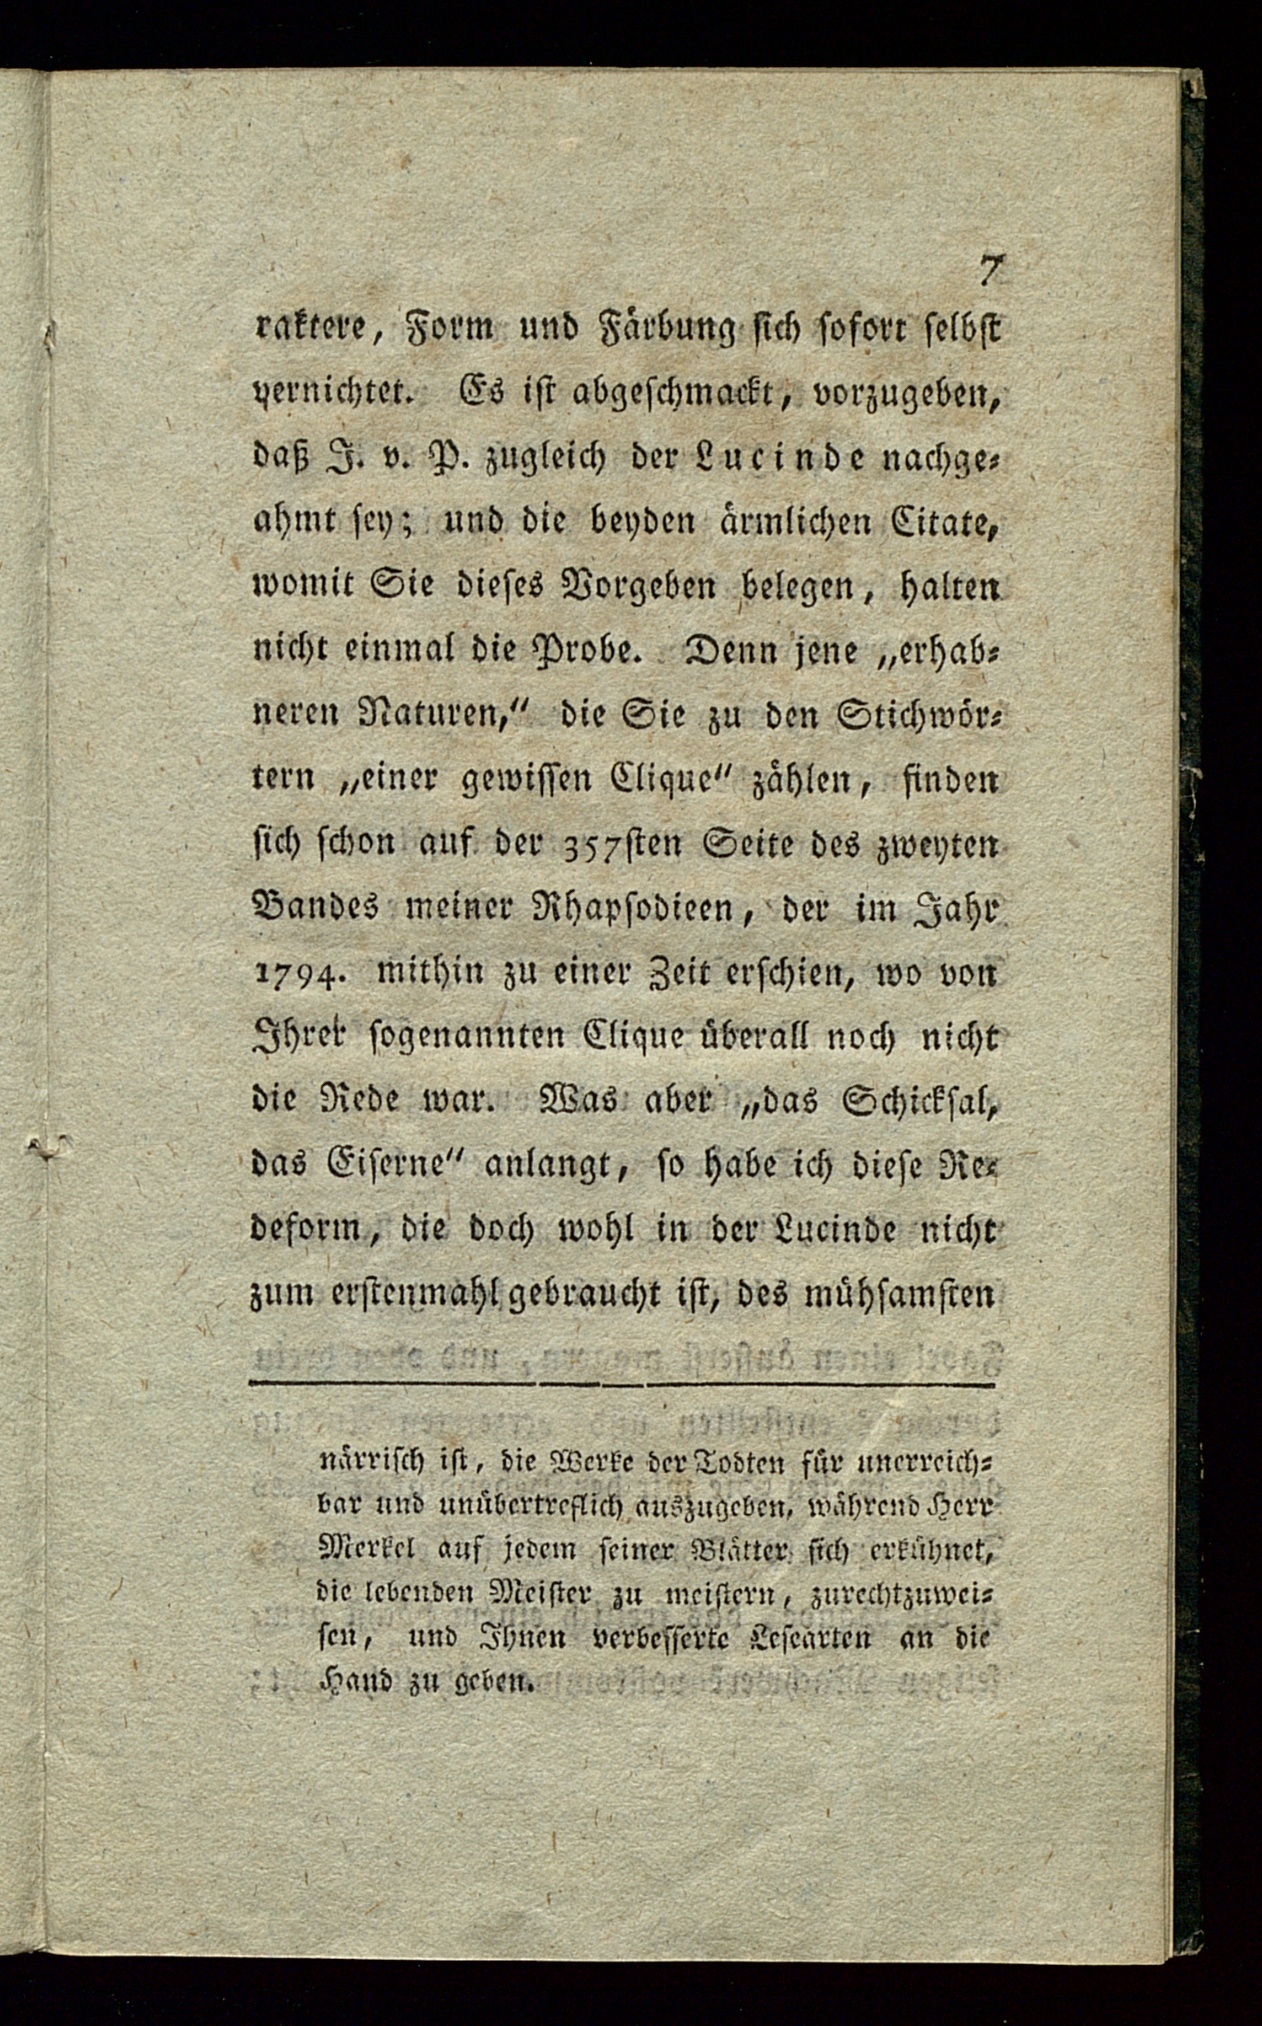 7
raktere, Form und Färbung sich sofort selbst
vernichtet. Es ist abgeschmackt, vorzugeben,
daß J. v. P. zugleich der Lucinde nachge-
ahmt sey; und die beyden ärmlichen Citate,
womit Sie dieses Vorgeben belegen, halten
nicht einmal die Probe. Denn jene „erhab-
neren Naturen,“ die Sie zu den Stichwör-
tern „einer gewissen Clique“ zählen, finden
sich schon auf der 357sten Seite des zweyten
Bandes meiner Rhapsodieen, der im Jahr
1794. mithin zu einer Zeit erschien, wo von
Ihrer sogenannten Clique überall noch nicht
die Rede war. Was aber „das Schicksal,
das Eiserne“ anlangt, so habe ich diese Re-
deform, die doch wohl in der Lucinde nicht
zum erstenmahl gebraucht ist, des mühsamsten
närrisch ist, die Werke der Todten für unerreich-
bar und unübertreflich auszugeben, während Herr
Merkel auf jedem seiner Blätter sich erkühnet,
die lebenden Meister zu meistern, zurechtzuwei-
sen, und Ihnen verbesserte Lesearten an die
Hand zu geben.